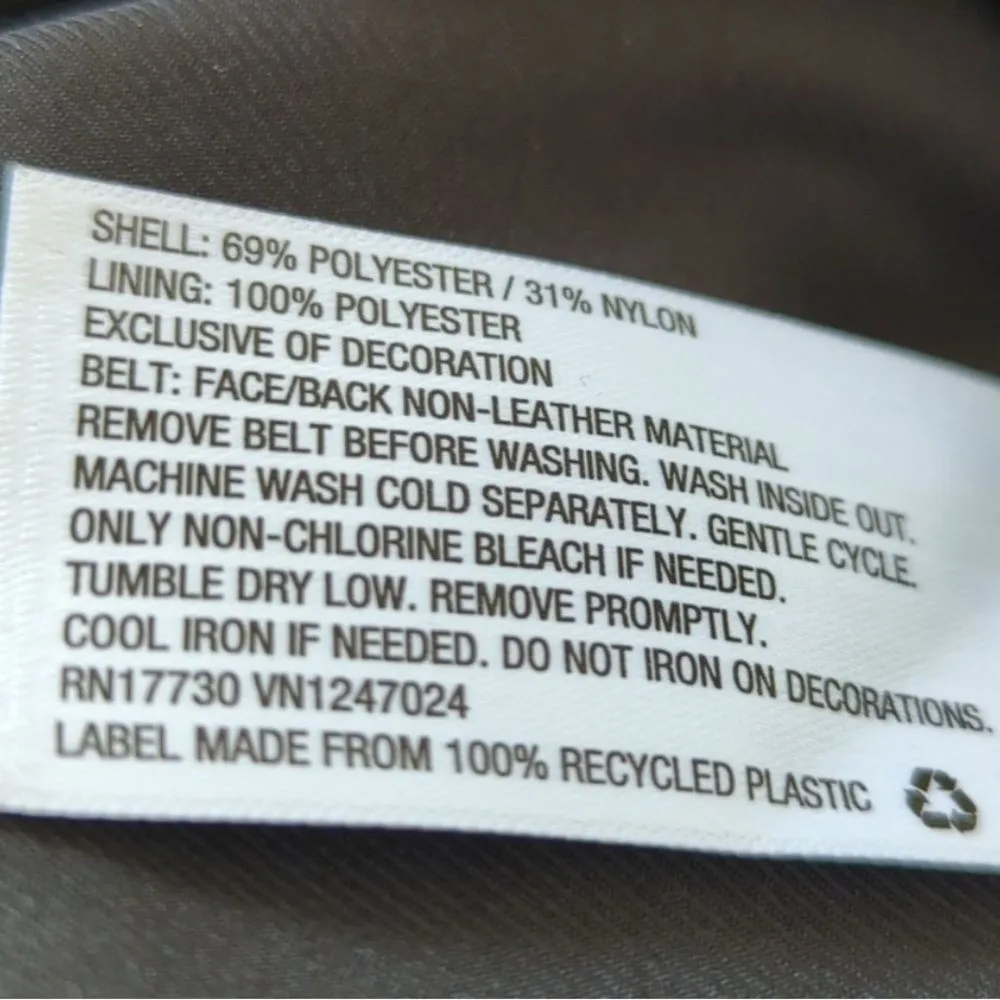 SHELL: 69% POLYESTER / 31% NYLON
LINING: 100% POLYESTER
EXCLUSIVE OF DECORATION
BELT: FACE/BACK NON-LEATHER MATERIAL
REMOVE BELT BEFORE WASHING. WASH INSIDE OUT.
MACHINE WASH COLD SEPARATELY. GENTLE CYCLE.
ONLY NON-CHLORINE BLEACH IF NEEDED.
TUMBLE DRY LOW. REMOVE PROMPTLY.
COOL IRON IF NEEDED. DO NOT IRON ON DECORATIONS.
RN17730 VN1247024
LABEL MADE FROM 100% RECYCLED PLASTIC